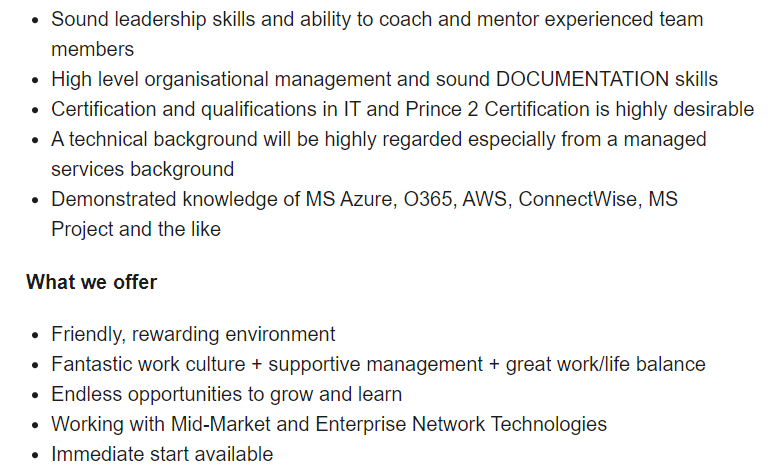 • Sound leadership skills and ability to coach and mentor experienced team
members
• High level organisational management and sound DOCUMENTATION skills
• Certification and qualifications in IT and Prince 2 Certification is highly desirable
• A technical background will be highly regarded especially from a managed
services background
• Demonstrated knowledge of MS Azure, O365, AWS, ConnectWise, MS
Project and the like
What we offer
• Friendly, rewarding environment
• Fantastic work culture + supportive management + great work/life balance
• Endless opportunities to grow and learn
• Working with Mid-Market and Enterprise Network Technologies
• Immediate start available